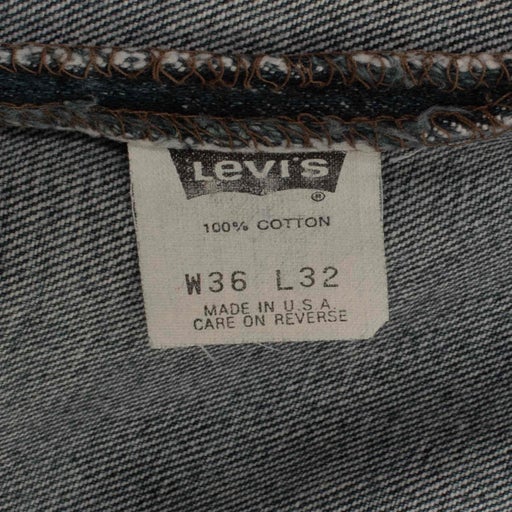 Levi's
®
100% COTTON
W36 L32
MADE IN U.S.A.
CARE ON REVERSE